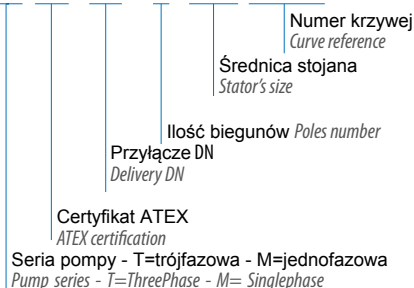 Numer krzywej
Curve reference
Średnica stojana
Stator's size
Ilość biegunów Poles number
Przyłącze DN
Delivery DN
Certyfikat ATEX
ATEX certification
Seria pompy - T=trójfazowa - M=jednofazowa
Pump series - T=ThreePhase - M= Singlephase